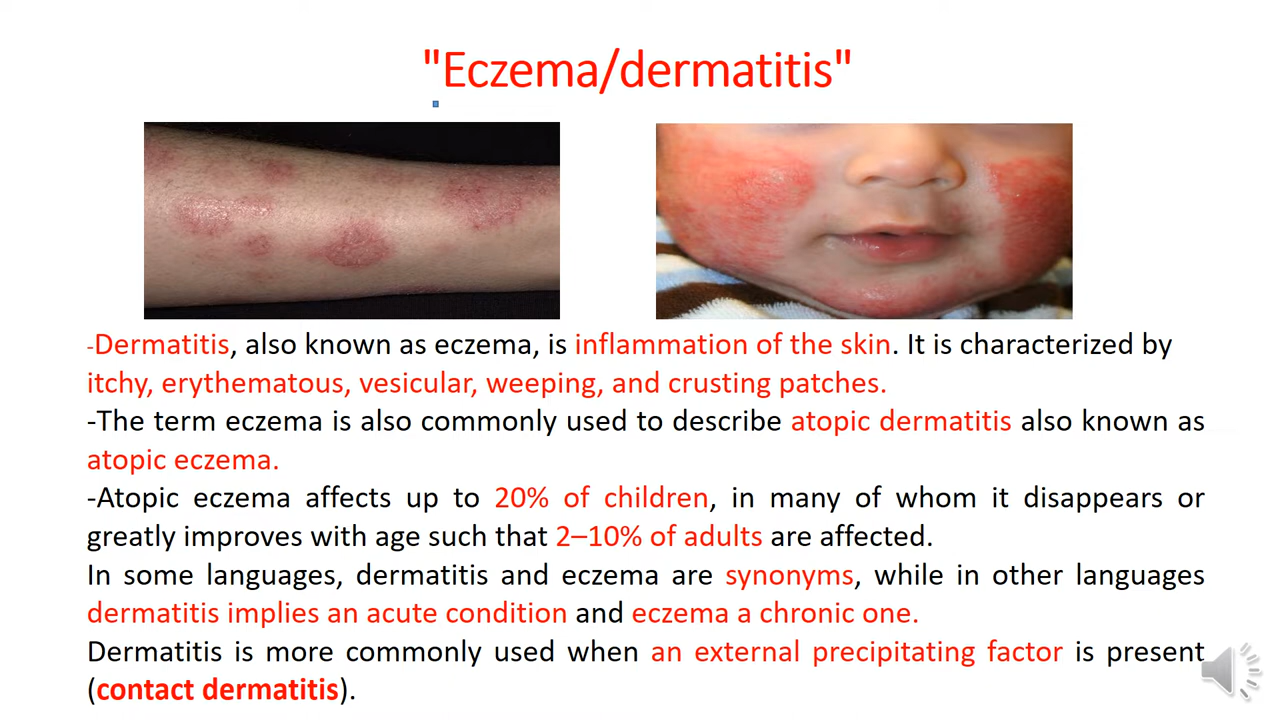 "Eczema/dermatitis"
-Dermatitis, also known as eczema, is inflammation of the skin. It is characterized by
itchy, erythematous, vesicular, weeping, and crusting patches.
-The term eczema is also commonly used to describe atopic dermatitis also known as
atopic eczema.
-Atopic eczema affects up to 20% of children, in many of whom it disappears or
greatly improves with age such that 2–10% of adults are affected.
In some languages, dermatitis and eczema are synonyms, while in other languages
dermatitis implies an acute condition and eczema a chronic one.
Dermatitis is more commonly used when an external precipitating factor is present
(contact dermatitis).